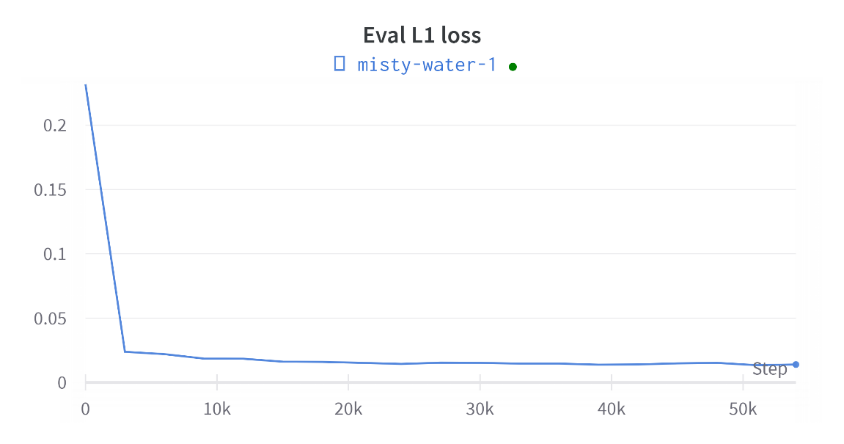 Eval L1 loss
misty-water-1
0.2
0.15
0.1
0.05
0
Step
0 10k 20k 30k 40k 50k